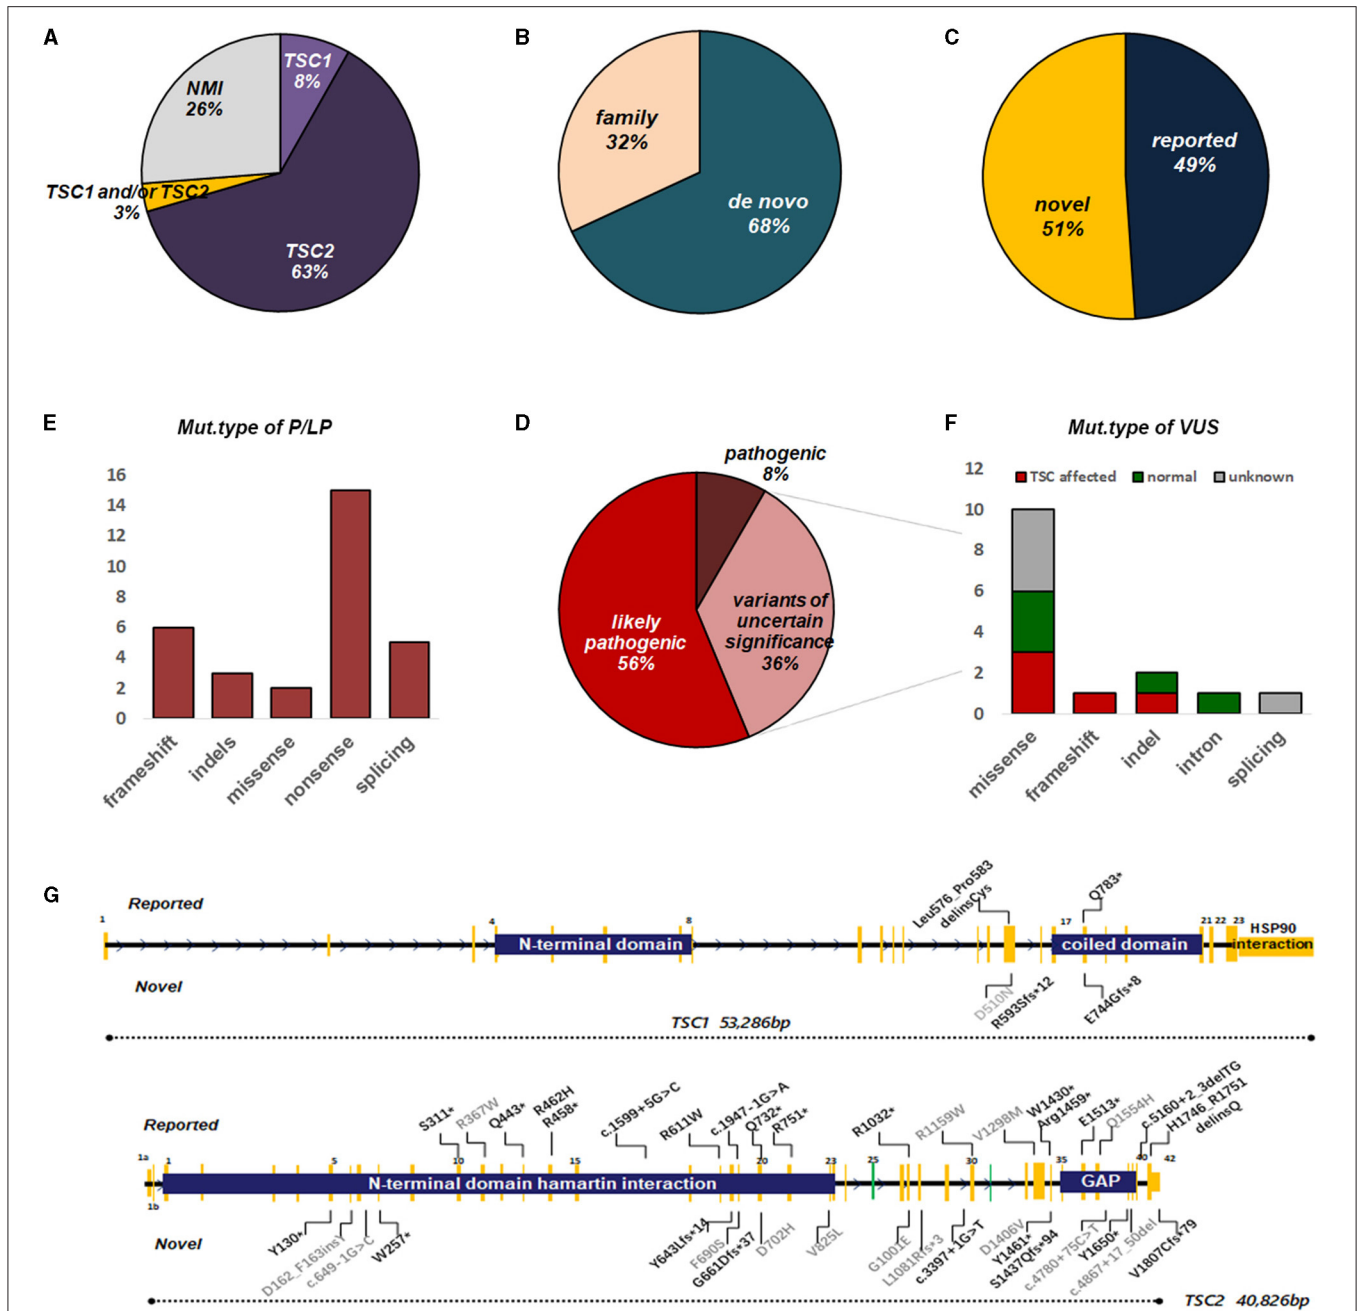 A
TSC1
8%
NMI
26%
TSC1 and/or TSC2
3%
TSC2
63%
B
family
32%
de novo
68%
C
reported
49%
novel
51%
E
Mut.type of P/LP
16
14
12
10
8
6
4
2
0
frameshift
indels
missense
nonsense
splicing
D
pathogenic
8%
likely
pathogenic
56%
variants of
uncertain
significance
36%
F
Mut.type of VUS
TSC affected
normal
unknown
12
10
8
6
4
2
0
missense
frameshift
indel
intron
splicing
G
Reported
Leu576_Pro583
delinsCys
Q783*
1
4
8
17
21 22 23
HSP90
N-terminal domain
coiled domain
interaction
Novel
D510N
R593Sfs*12
E744Gfs*8
TSC1 53,286bp
Reported
S311*
R367W
Q443*
R462H
R458*
c.1599+5G>C
R611W
c.1947-1G>A
Q732*
R751*
R1032*
R1159W
V1298M
W1430*
Arg1459*
E1513*
Q1554H
c.5160+2_3delTG
H1746_R1751
delinsQ
1a
1
5
10
15
20
23
25
30
35
40
42
N-terminal domain hamartin interaction
GAP
1b
Novel
Y130*
D162_F163insY
c.649-1G>C
W257*
Y643Lfs*14
F690S
G661Dfs*37
D702H
V825L
G1001E
L1081Rfs*3
c.3397+1G>T
D1406V
Y1461*
S1437Qfs*94
c.4780+75C>T
Y1650*
c.4867+17_50del
V1807Cfs*79
TSC2 40,826bp